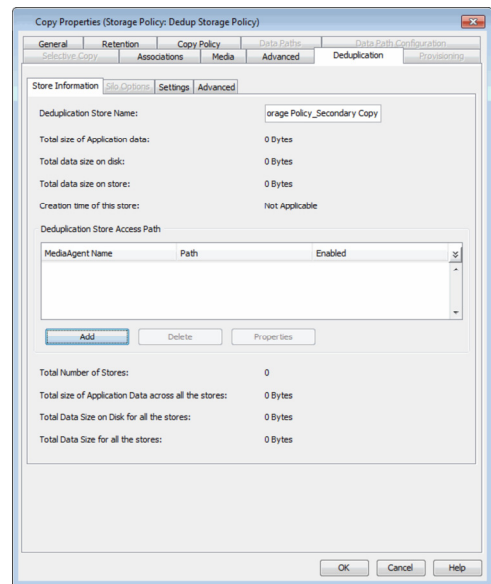 Copy Properties (Storage Policy: Dedup Storage Policy)
General Retention Copy Policy Data Paths Data Path Configuration
Selective Copy Associations Media Advanced Deduplication Provisioning
Store Information Silo Options Settings Advanced
Deduplication Store Name: orage Policy_Secondary Copy
Total size of Application data: 0 Bytes
Total data size on disk: 0 Bytes
Total data size on store: 0 Bytes
Creation time of this store: Not Applicable
Deduplication Store Access Path
MediaAgent Name Path Enabled
Add Delete Properties
Total Number of Stores: 0
Total size of Application Data across all the stores: 0 Bytes
Total Data Size on Disk for all the stores: 0 Bytes
Total Data Size for all the stores: 0 Bytes
OK Cancel Help